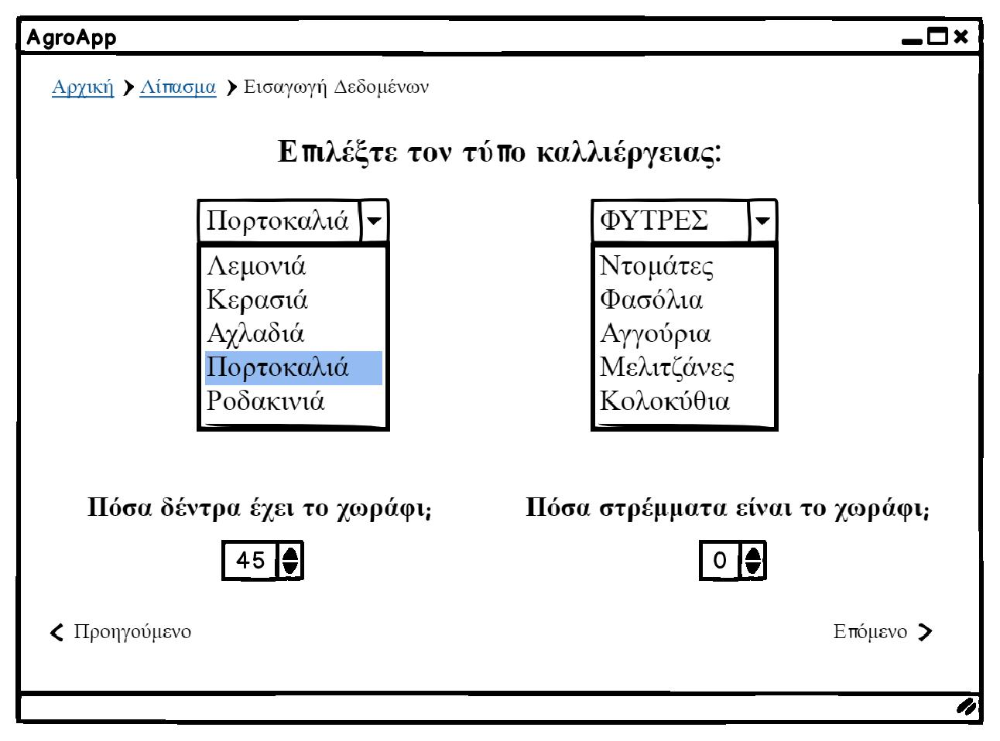 AgroApp
Αρχική Λίπασμα Εισαγωγή Δεδομένων
Επιλέξτε τον τύπο καλλιέργειας:
Πορτοκαλιά
Λεμονιά
Κερασιά
Αχλαδιά
Πορτοκαλιά
Ροδακινιά
ΦΥΤΡΕΣ
Ντομάτες
Φασόλια
Αγγούρια
Μελιτζάνες
Κολοκύθια
Πόσα δέντρα έχει το χωράφι;
45
Πόσα στρέμματα είναι το χωράφι;
0
Προηγούμενο
Επόμενο